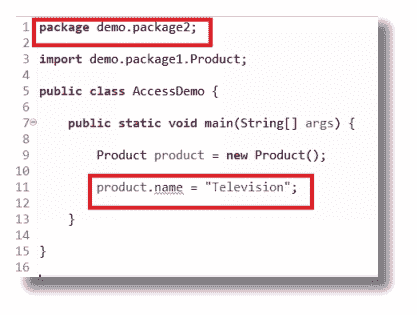 1 package demo.package2;
2
3 import demo.package1.Product;
4
5 public class AccessDemo {
6
7 public static void main(String[] args) {
8
9 Product product = new Product();
10
11 product.name = "Television";
12
13 }
14
15 }
16